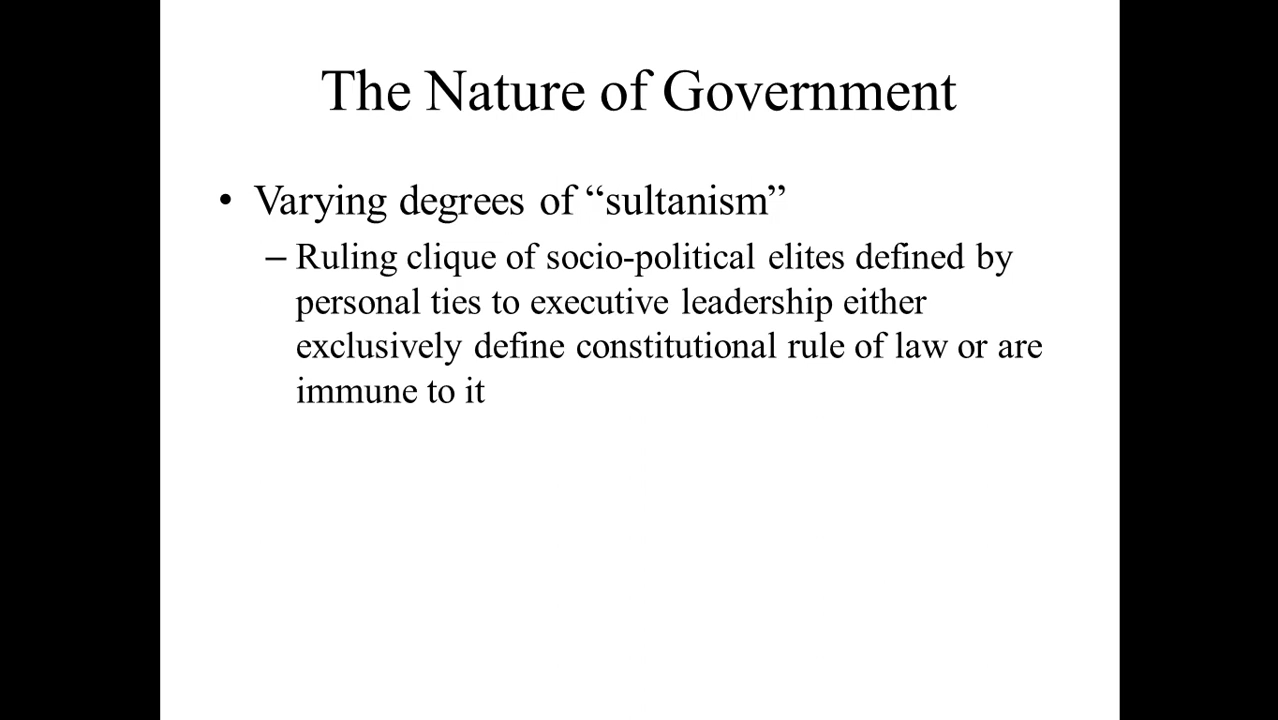 The Nature of Government
• Varying degrees of “sultanism”
– Ruling clique of socio-political elites defined by
personal ties to executive leadership either
exclusively define constitutional rule of law or are
immune to it